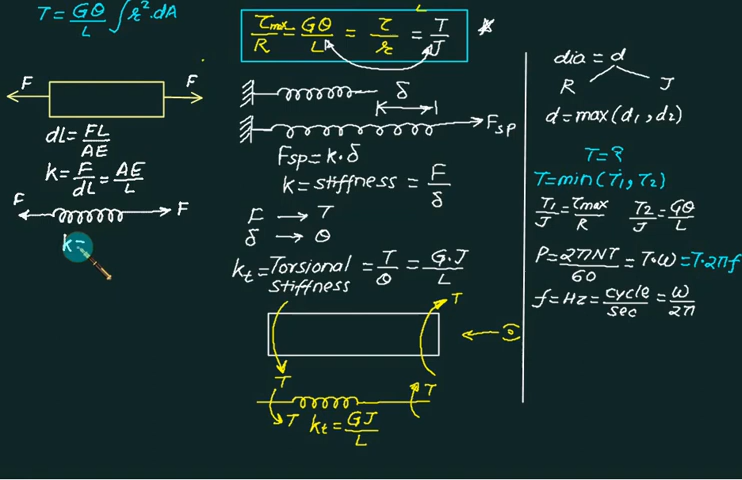 T = Gθ/L ∫ r².dA
F F
dL = FL/AE
k = F/dL = AE/L
F F
k=
τmax/R = Gθ/L = τ/r = T/J
L
δ
Fsp
Fsp = k.δ
k = stiffness = F/δ
F → T
δ → θ
kt = Torsional stiffness = T/θ = G.J/L
T
T
T T
kt = GJ/L
dia = d
R J
d = max(d1, d2)
T = ?
T = min(T1, T2)
T1/J = τmax/R T2/J = Gθ/L
P = 2πNT/60 = T.ω = T.2πf
f = Hz = cycle/sec = ω/2π